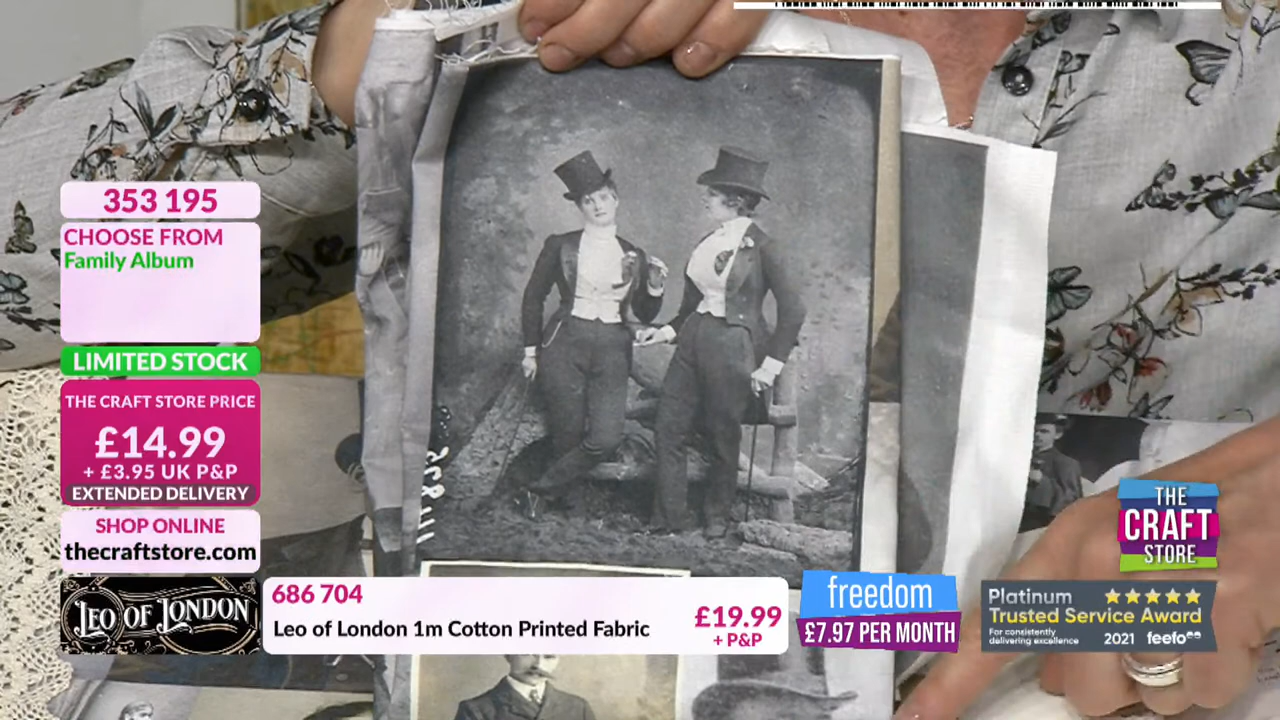 353 195
CHOOSE FROM
Family Album
LIMITED STOCK
THE CRAFT STORE PRICE
£14.99
+ £3.95 UK P&P
EXTENDED DELIVERY
SHOP ONLINE
thecraftstore.com
LEO OF LONDON
686 704
Leo of London 1m Cotton Printed Fabric
£19.99
+ P&P
freedom
£7.97 PER MONTH
THE
CRAFT
STORE
Platinum
Trusted Service Award
For consistently
delivering excellence
2021 feefo